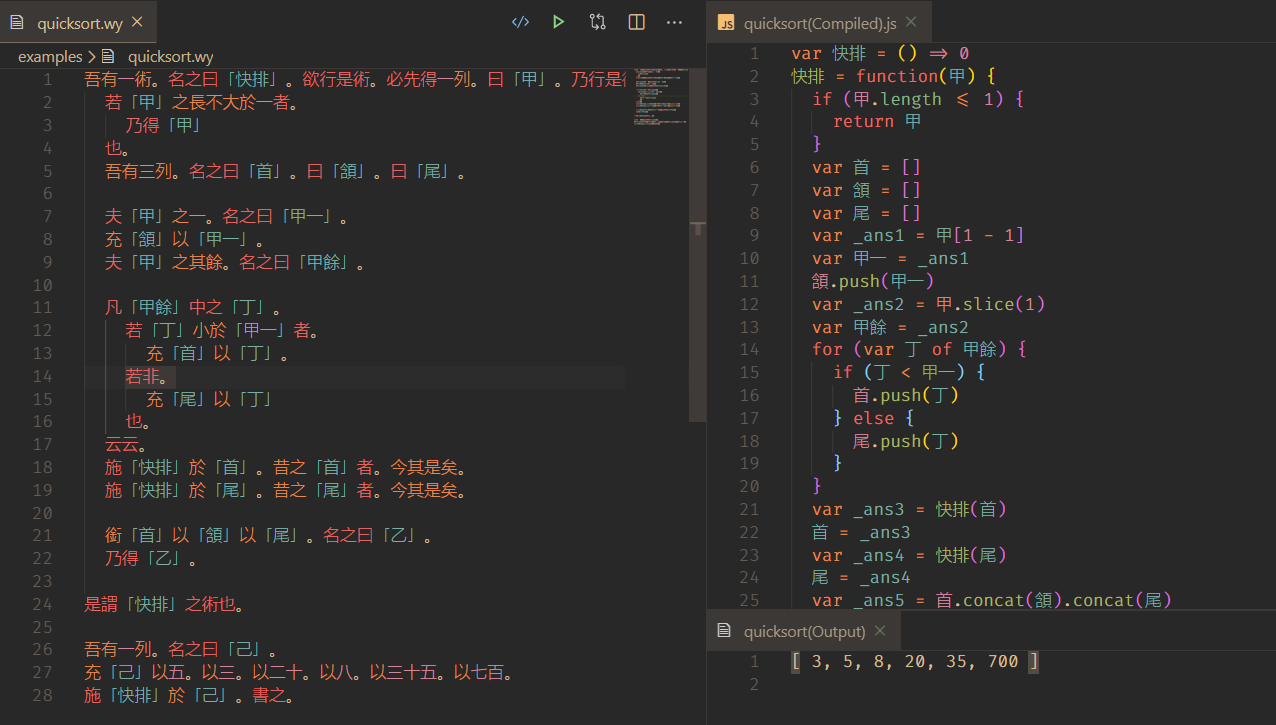 quicksort.wy
examples > quicksort.wy
1 吾有一術。名之曰「快排」。欲行是術。必先得一列。曰「甲」。乃行是
2 若「甲」之長不大於一者。
3 乃得「甲」
4 也。
5 吾有三列。名之曰「首」。曰「頷」。曰「尾」。
6
7 夫「甲」之一。名之曰「甲一」。
8 充「頷」以「甲一」。
9 夫「甲」之其餘。名之曰「甲餘」。
10
11 凡「甲餘」中之「丁」。
12 若「丁」小於「甲一」者。
13 充「首」以「丁」。
14 若非。
15 充「尾」以「丁」
16 也。
17 云云。
18 施「快排」於「首」。昔之「首」者。今其是矣。
19 施「快排」於「尾」。昔之「尾」者。今其是矣。
20
21 銜「首」以「頷」以「尾」。名之曰「乙」。
22 乃得「乙」。
23
24 是謂「快排」之術也。
25
26 吾有一列。名之曰「己」。
27 充「己」以五。以三。以二十。以八。以三十五。以七百。
28 施「快排」於「己」。書之。
JS quicksort(Compiled).js
1 var 快排 = () => 0
2 快排 = function(甲) {
3 if (甲.length <= 1) {
4 return 甲
5 }
6 var 首 = []
7 var 頷 = []
8 var 尾 = []
9 var _ans1 = 甲[1 - 1]
10 var 甲一 = _ans1
11 頷.push(甲一)
12 var _ans2 = 甲.slice(1)
13 var 甲餘 = _ans2
14 for (var 丁 of 甲餘) {
15 if (丁 < 甲一) {
16 首.push(丁)
17 } else {
18 尾.push(丁)
19 }
20 }
21 var _ans3 = 快排(首)
22 首 = _ans3
23 var _ans4 = 快排(尾)
24 尾 = _ans4
25 var _ans5 = 首.concat(頷).concat(尾)
quicksort(Output)
1 [ 3, 5, 8, 20, 35, 700 ]
2